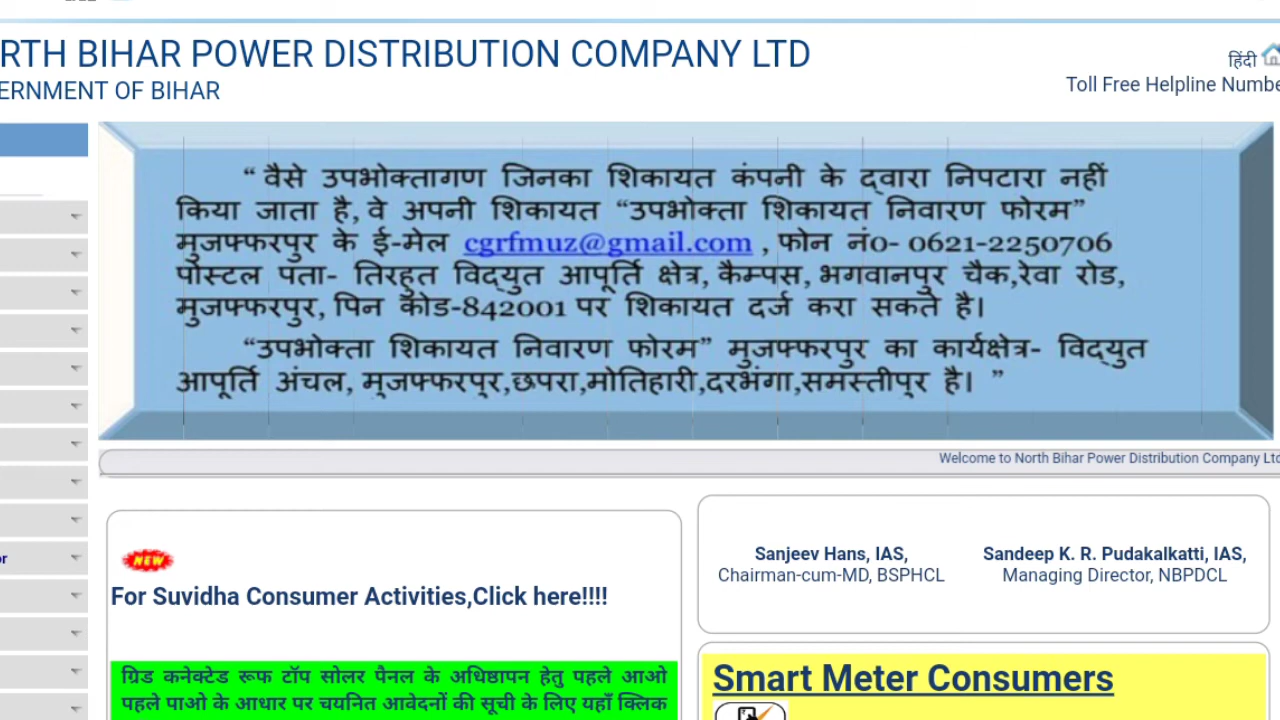 RTH BIHAR POWER DISTRIBUTION COMPANY LTD
ERNMENT OF BIHAR
हिंदी
Toll Free Helpline Numbe
“ वैसे उपभोक्तागण जिनका शिकायत कंपनी के द्वारा निपटारा नहीं
किया जाता है, वे अपनी शिकायत “उपभोक्ता शिकायत निवारण फोरम”
मुजफ्फरपुर के ई-मेल cgrfmuz@gmail.com , फोन नं0- 0621-2250706
पोस्टल पता- तिरहुत विद्युत आपूर्ति क्षेत्र, कैम्पस, भगवानपुर चैक,रेवा रोड,
मुजफ्फरपुर, पिन कोड-842001 पर शिकायत दर्ज करा सकते है।
“उपभोक्ता शिकायत निवारण फोरम” मुजफ्फरपुर का कार्यक्षेत्र- विद्युत
आपूर्ति अंचल, मुजफ्फरपुर,छपरा,मोतिहारी,दरभंगा,समस्तीपुर है। ”
Welcome to North Bihar Power Distribution Company Ltd
NEW
For Suvidha Consumer Activities,Click here!!!!
Sanjeev Hans, IAS,
Chairman-cum-MD, BSPHCL
Sandeep K. R. Pudakalkatti, IAS,
Managing Director, NBPDCL
or
ग्रिड कनेक्टेड रूफ टॉप सोलर पैनल के अधिष्ठापन हेतु पहले आओ
पहले पाओ के आधार पर चयनित आवेदनों की सूची के लिए यहाँ क्लिक
Smart Meter Consumers